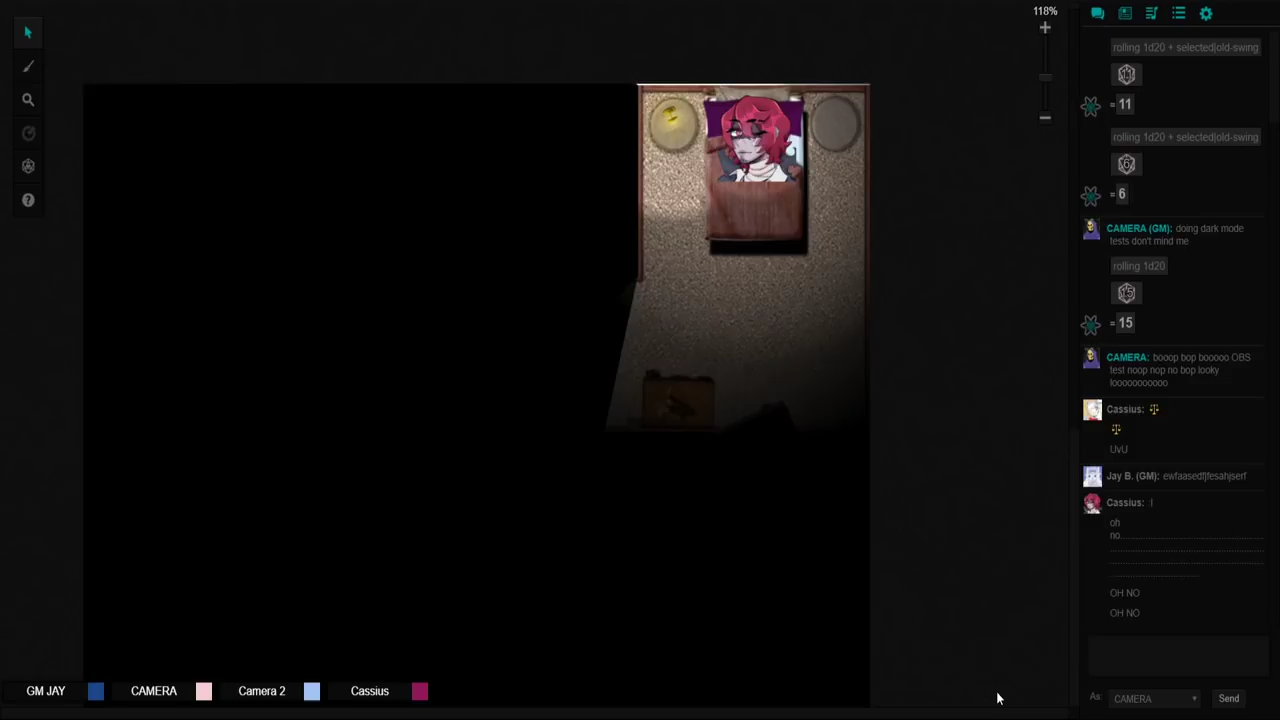 118%
rolling 1d20 + selected|old-swing
11
= 11
rolling 1d20 + selected|old-swing
6
= 6
CAMERA (GM): doing dark mode
tests don't mind me
rolling 1d20
15
= 15
CAMERA: booop bop booooo OBS
test noop nop no bop looky
looooooooooo
Cassius:
UvU
Jay B. (GM): ewfaasedfjfesahjserf
Cassius: :l
oh
OH NO
OH NO
GM JAY
CAMERA
Camera 2
Cassius
As:
CAMERA
Send